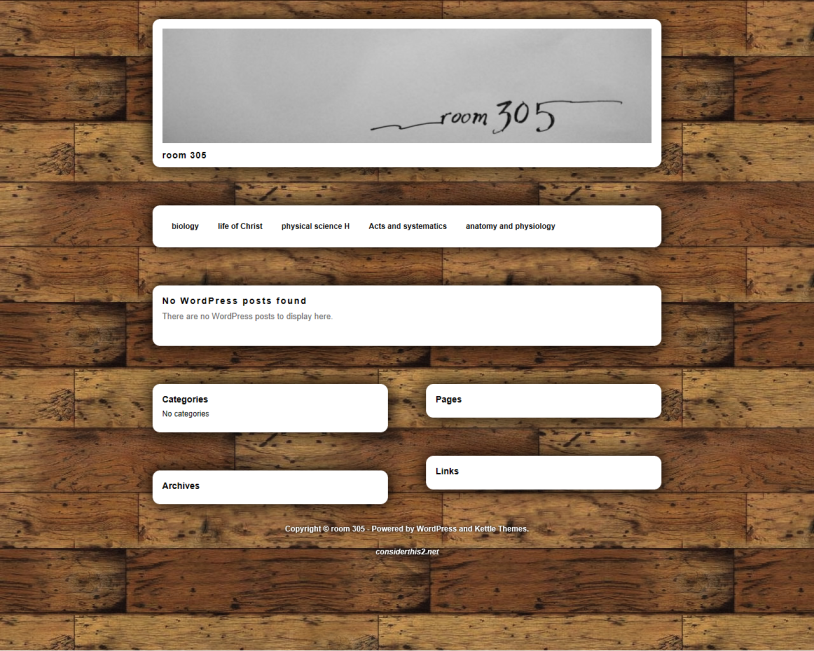 room 305
room 305
biology life of Christ physical science H Acts and systematics anatomy and physiology
No WordPress posts found
There are no WordPress posts to display here.
Categories
No categories
Pages
Archives
Links
Copyright © room 305 - Powered by WordPress and Kettle Themes.
considerthis2.net